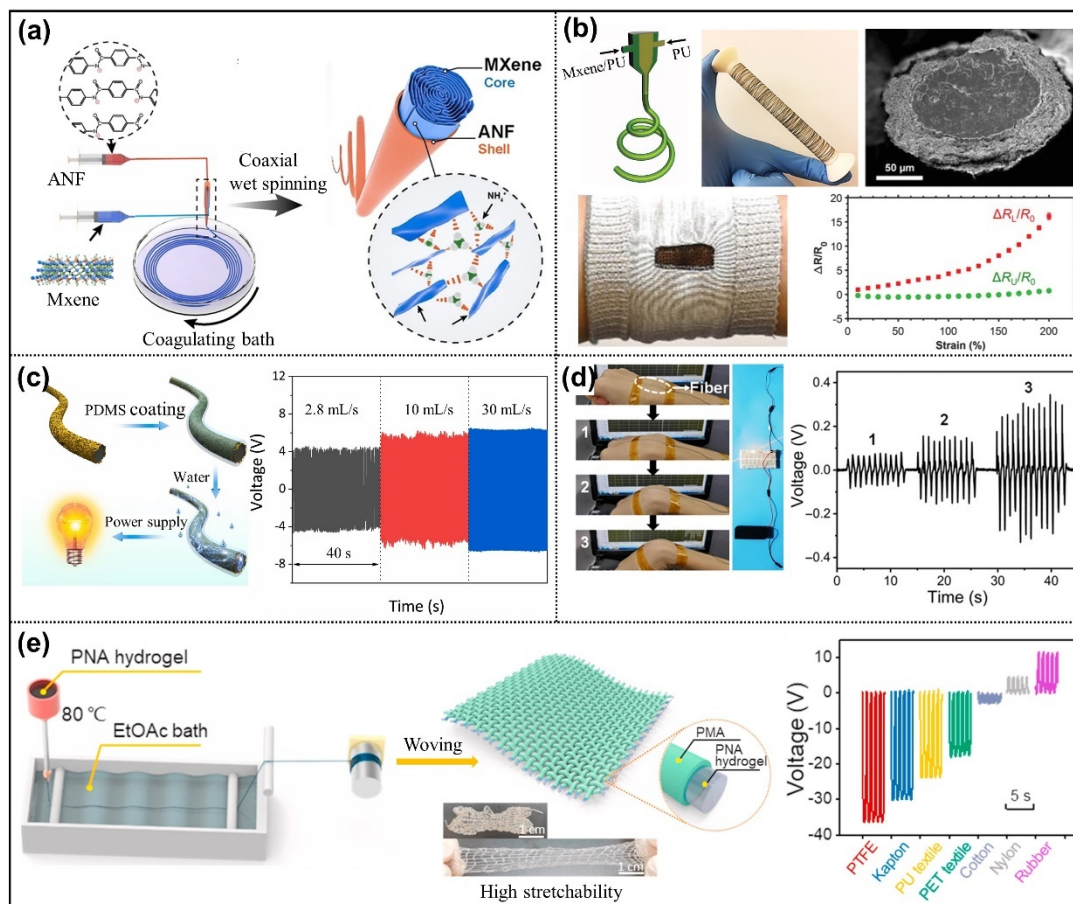 (a)
ANF
Mxene
Coagulating bath
Coaxial
wet spinning
MXene
Core
ANF
Shell
NH₄⁺
(b)
Mxene/PU
PU
50 µm
ΔR/R₀
15
10
5
0
ΔR_L/R₀
ΔR_U/R₀
0 50 100 150 200
Strain (%)
(c)
PDMS coating
Water
Power supply
Voltage (V)
8
4
0
-4
-8
2.8 mL/s 10 mL/s 30 mL/s
40 s
Time (s)
(d)
Fiber
1
2
3
Voltage (V)
0.4
0.2
0.0
-0.2
-0.4
1
2
3
0 10 20 30 40
Time (s)
(e)
PNA hydrogel
80 ℃
EtOAc bath
Woving
PMA
PNA
hydrogel
1 cm
1 cm
High stretchability
Voltage (V)
10
0
-10
-20
-30
-40
5 s
PTFE
Kapton
PU textile
PET textile
Cotton
Nylon
Rubber